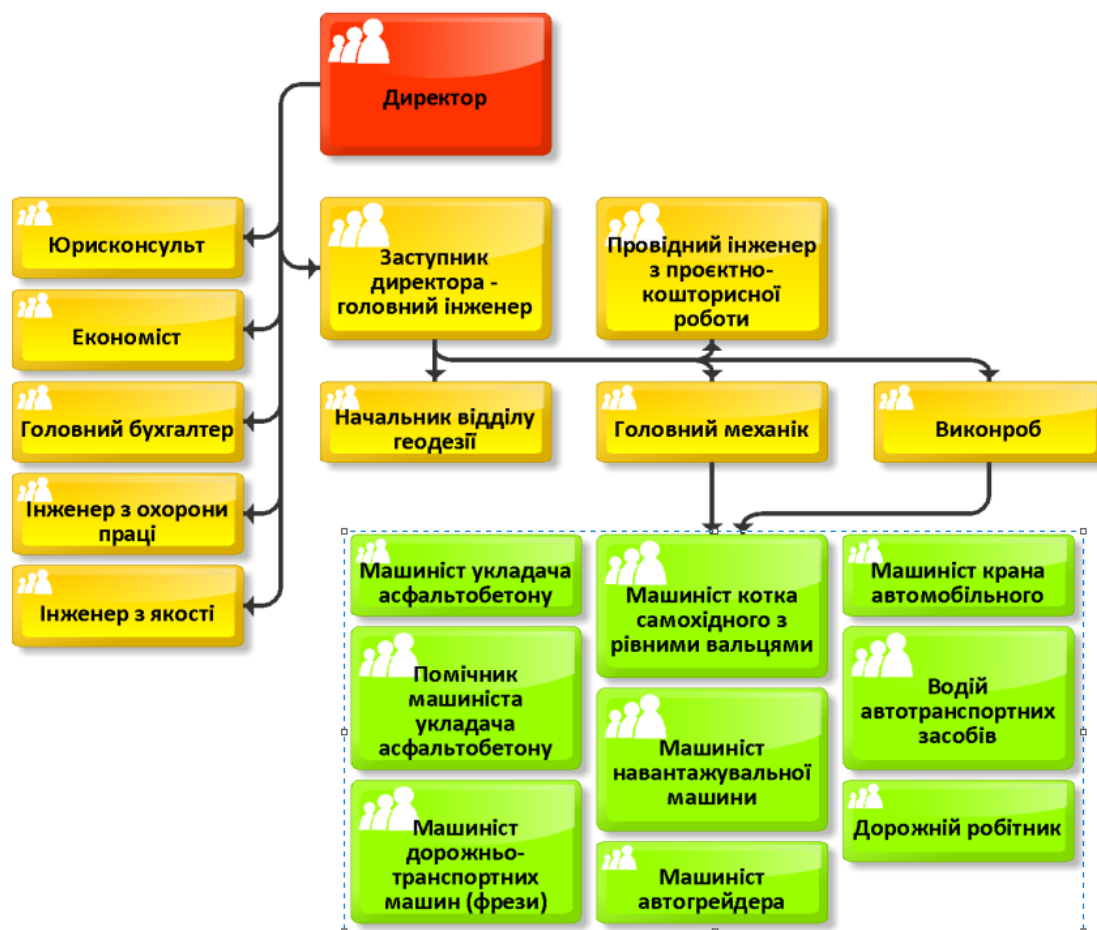 Директор
Юрисконсульт
Економіст
Головний бухгалтер
Інженер з охорони
праці
Інженер з якості
Заступник
директора -
головний інженер
Провідний інженер
з проєктно-
кошторисної
роботи
Начальник відділу
геодезії
Головний механік
Виконроб
Машиніст укладача
асфальтобетону
Помічник
машиніста
укладача
асфальтобетону
Машиніст
дорожньо-
транспортних
машин (фрези)
Машиніст котка
самохідного з
рівними вальцями
Машиніст
навантажувальної
машини
Машиніст
автогрейдера
Машиніст крана
автомобільного
Водій
автотранспортних
засобів
Дорожній робітник